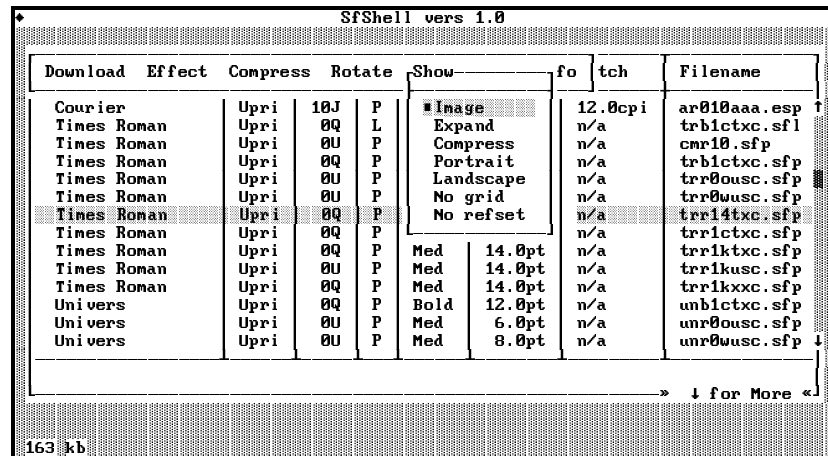 SfShell vers 1.0
Download Effect Compress Rotate Show fo tch Filename
Courier Upri 10J P ■Image 12.0cpi ar010aaa.esp ↑
Times Roman Upri 0Q L Expand n/a trb1ctxc.sfl
Times Roman Upri 0U P Compress n/a cmr10.sfp
Times Roman Upri 0Q P Portrait n/a trb1ctxc.sfp
Times Roman Upri 0U P Landscape n/a trr0ousc.sfp
Times Roman Upri 0U P No grid n/a trr0wusc.sfp
Times Roman Upri 0Q P No refset n/a trr14txc.sfp
Times Roman Upri 0Q P n/a trr1ctxc.sfp
Times Roman Upri 0Q P Med 14.0pt n/a trr1ktxc.sfp
Times Roman Upri 0U P Med 14.0pt n/a trr1kusc.sfp
Times Roman Upri 0Q P Med 14.0pt n/a trr1kxxc.sfp
Univers Upri 0Q P Bold 12.0pt n/a unb1ctxc.sfp
Univers Upri 0U P Med 6.0pt n/a unr0ousc.sfp
Univers Upri 0U P Med 8.0pt n/a unr0wusc.sfp ↓
» ↓ for More «
163 kb